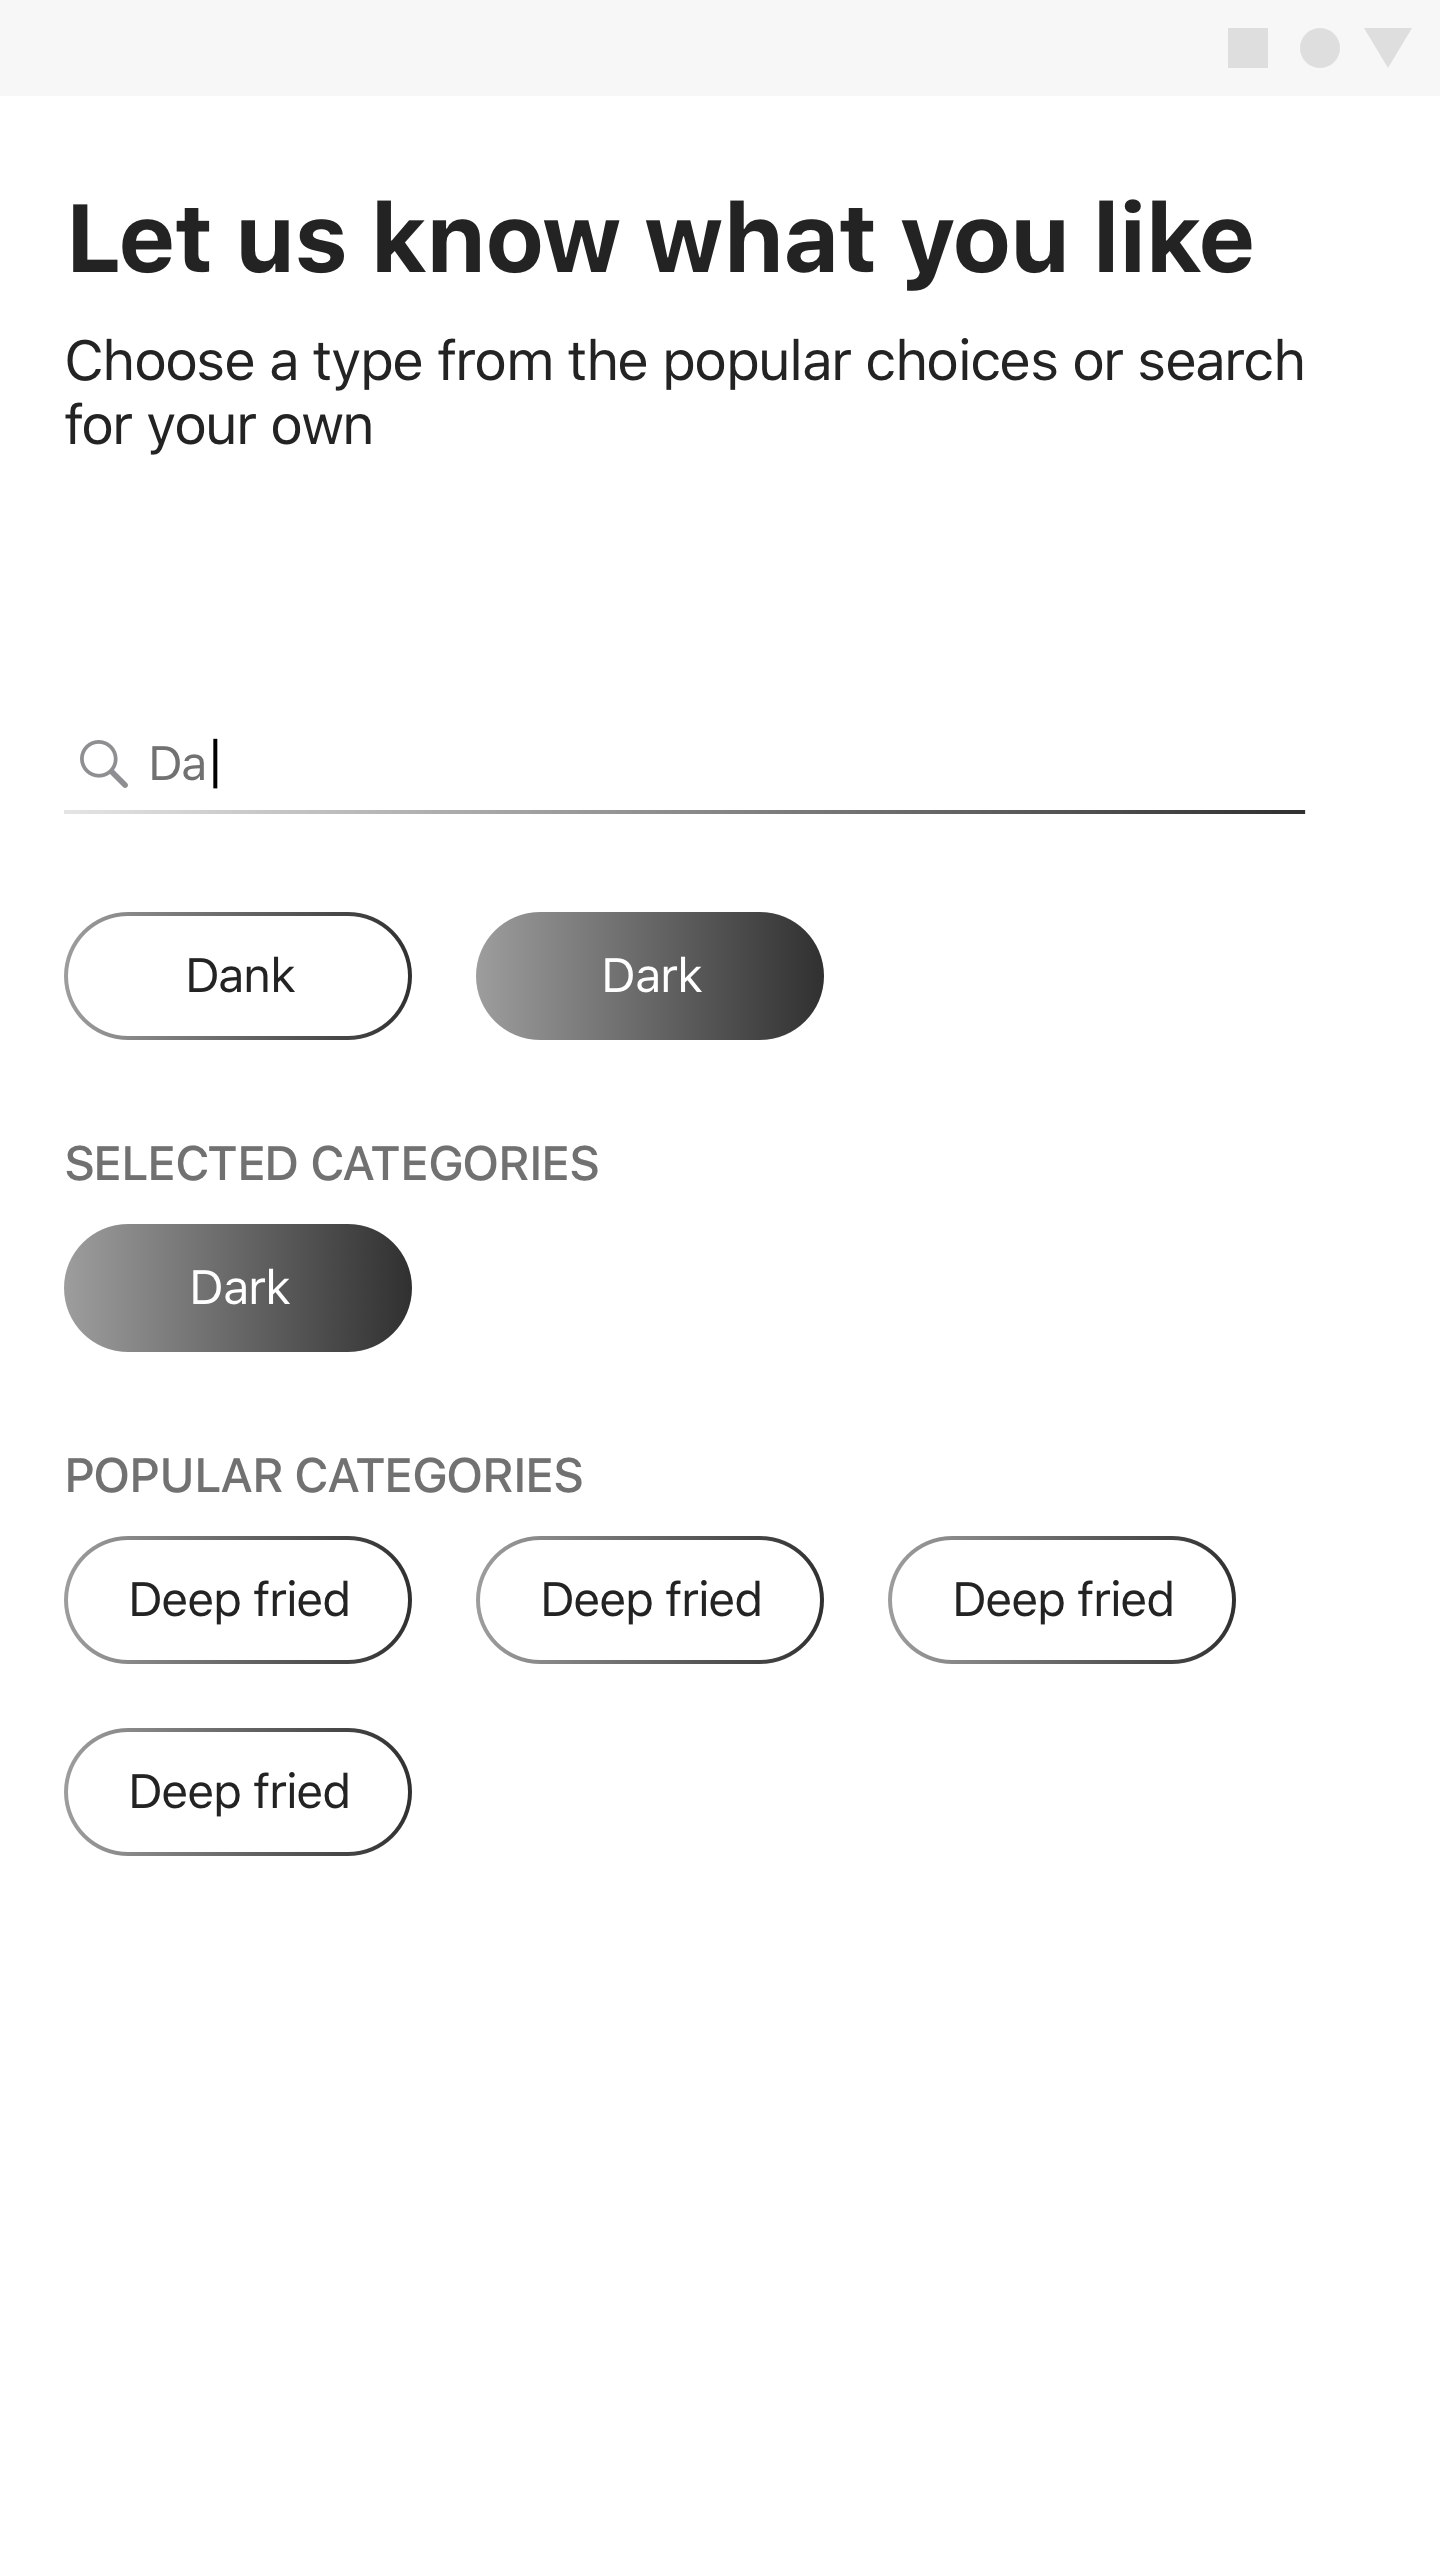 Let us know what you like
Choose a type from the popular choices or search
for your own
Da
Dank
Dark
SELECTED CATEGORIES
Dark
POPULAR CATEGORIES
Deep fried
Deep fried
Deep fried
Deep fried